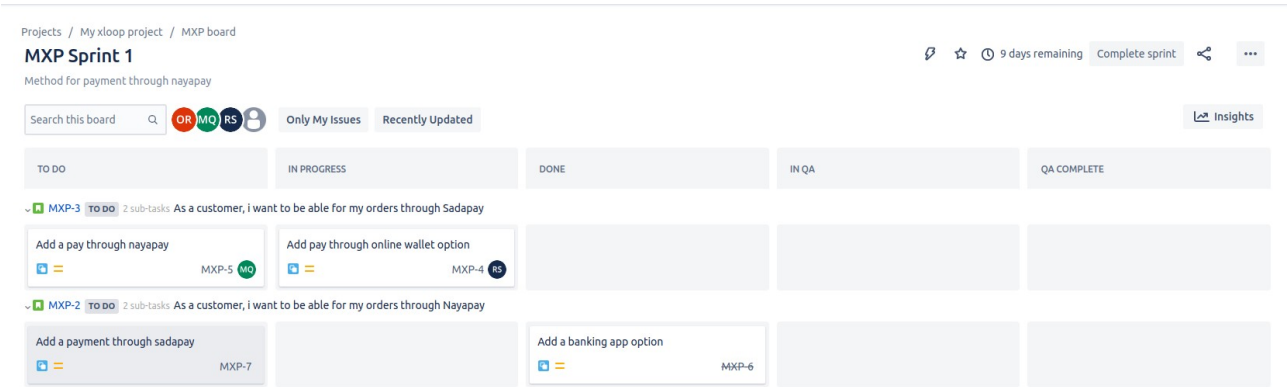 Projects / My xloop project / MXP board
MXP Sprint 1
9 days remaining Complete sprint
Method for payment through nayapay
Search this board OR MQ RS Only My Issues Recently Updated Insights
TO DO IN PROGRESS DONE IN QA QA COMPLETE
MXP-3 TO DO 2 sub-tasks As a customer, i want to be able for my orders through Sadapay
Add a pay through nayapay
MXP-5 MQ
Add pay through online wallet option
MXP-4 RS
MXP-2 TO DO 2 sub-tasks As a customer, i want to be able for my orders through Nayapay
Add a payment through sadapay
MXP-7
Add a banking app option
MXP-6